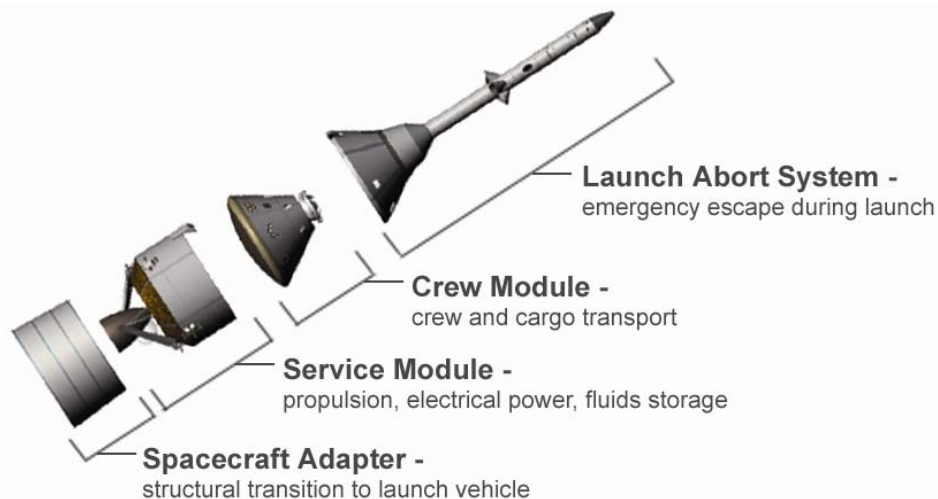 Launch Abort System -
emergency escape during launch
Crew Module -
crew and cargo transport
Service Module -
propulsion, electrical power, fluids storage
Spacecraft Adapter -
structural transition to launch vehicle